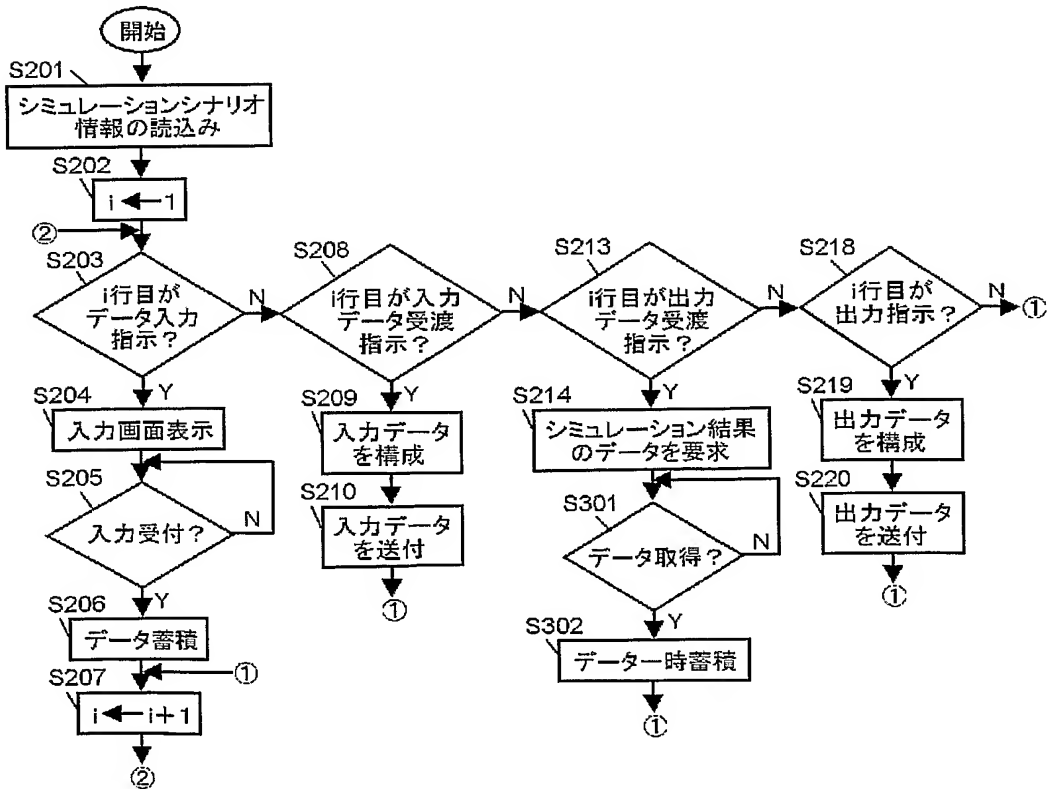 開始
S201
シミュレーションシナリオ
情報の読込み
S202
i ← 1
②
S203
i行目が
データ入力
指示?
N
Y
S204
入力画面表示
S205
入力受付?
N
Y
S206
データ蓄積
①
S207
i ← i+1
②
S208
i行目が入力
データ受渡
指示?
N
Y
S209
入力データ
を構成
S210
入力データ
を送付
①
S213
i行目が出力
データ受渡
指示?
N
Y
S214
シミュレーション結果
のデータを要求
S301
データ取得?
N
Y
S302
データ一時蓄積
①
S218
i行目が
出力指示?
N
①
Y
S219
出力データ
を構成
S220
出力データ
を送付
①